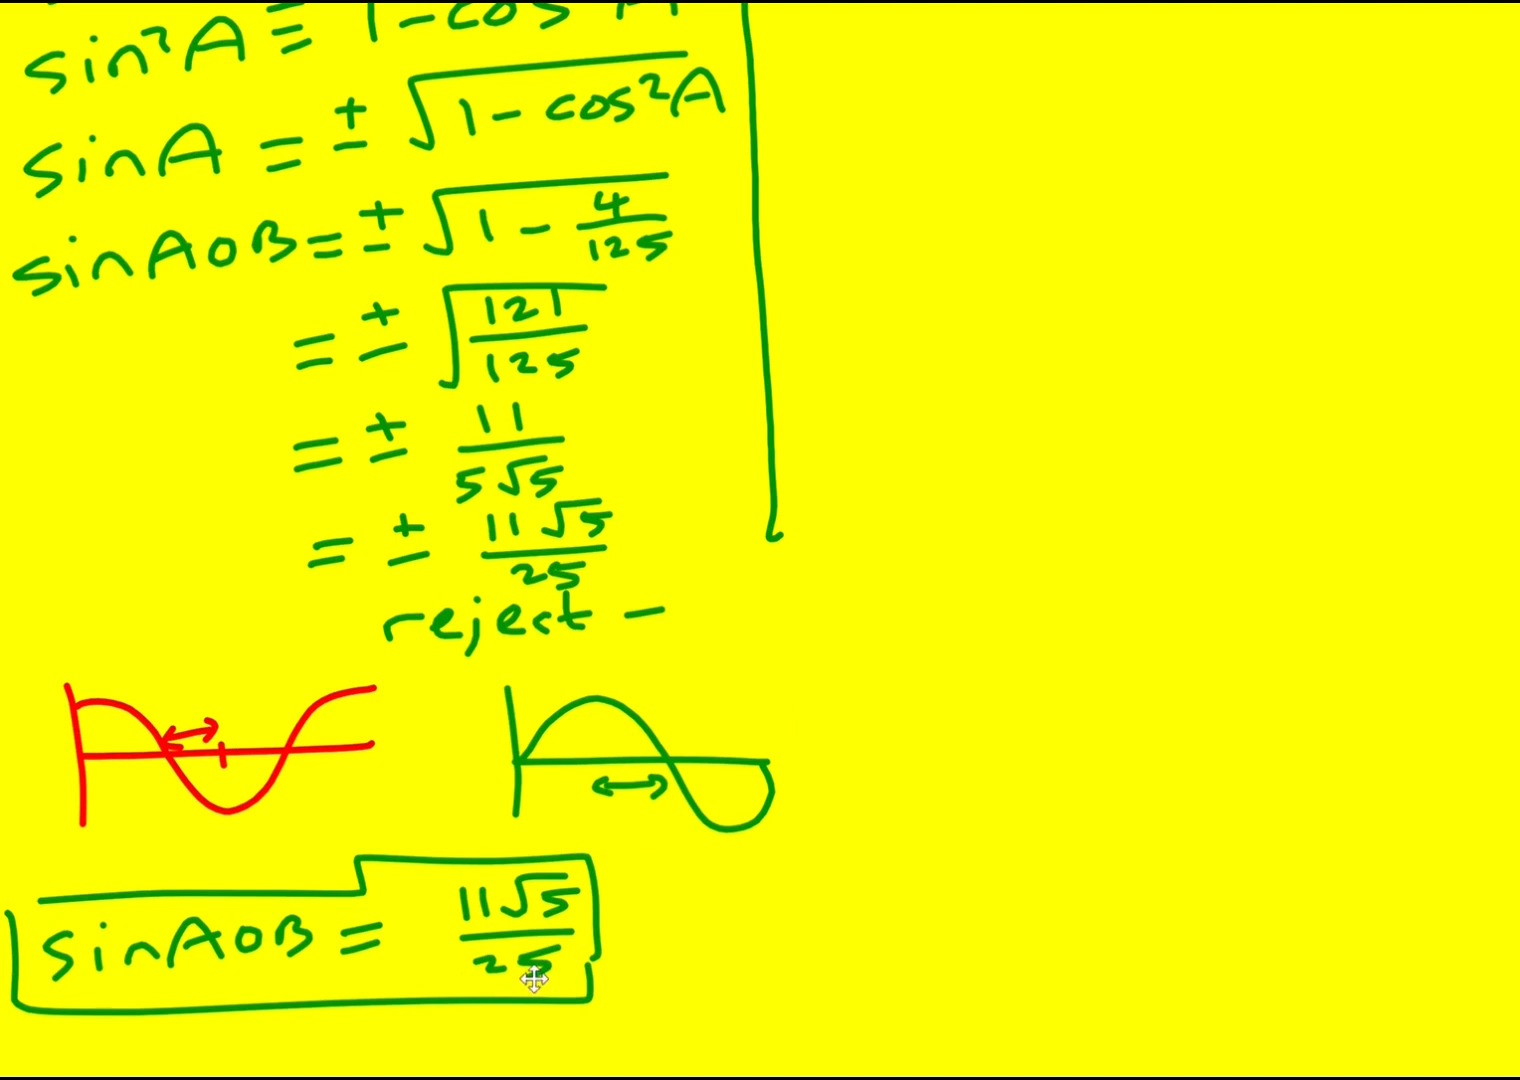 sin²A ≡ 1 - cos²A
sinA = ± √(1 - cos²A)
sinAOB = ± √(1 - 4/125)
= ± √(121/125)
= ± 11/(5√5)
= ± 11√5/25
reject -
sinAOB = 11√5/25